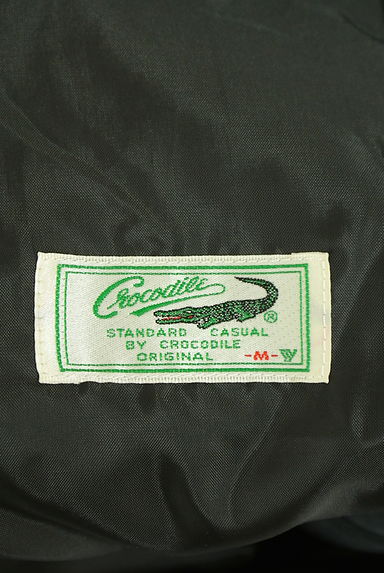 Crocodile
®
STANDARD CASUAL
BY CROCODILE
ORIGINAL -M-